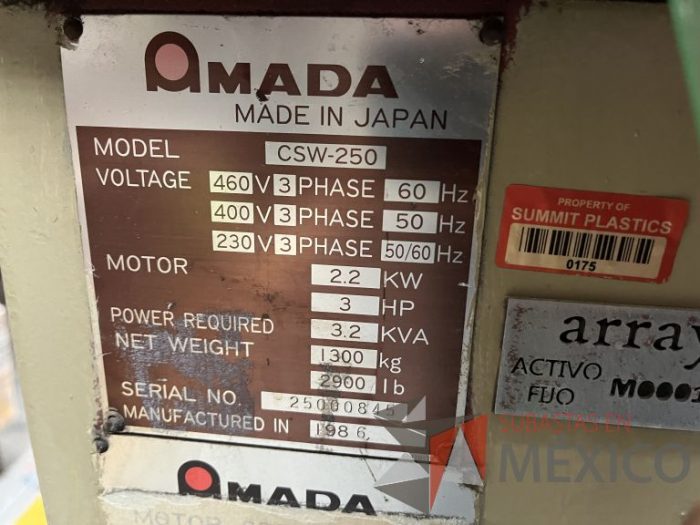 AMADA
MADE IN JAPAN
MODEL CSW-250
VOLTAGE 460 V 3 PHASE 60 Hz
400 V 3 PHASE 50 Hz
230 V 3 PHASE 50/60 Hz
MOTOR 2.2 KW
3 HP
POWER REQUIRED 3.2 KVA
NET WEIGHT 1300 kg
2900 lb
SERIAL NO.
MANUFACTURED IN 1986
AMADA
MOTOR
PROPERTY OF
SUMMIT PLASTICS
0175
array
ACTIVO
FIJO
SUBASTAS EN
MEXICO